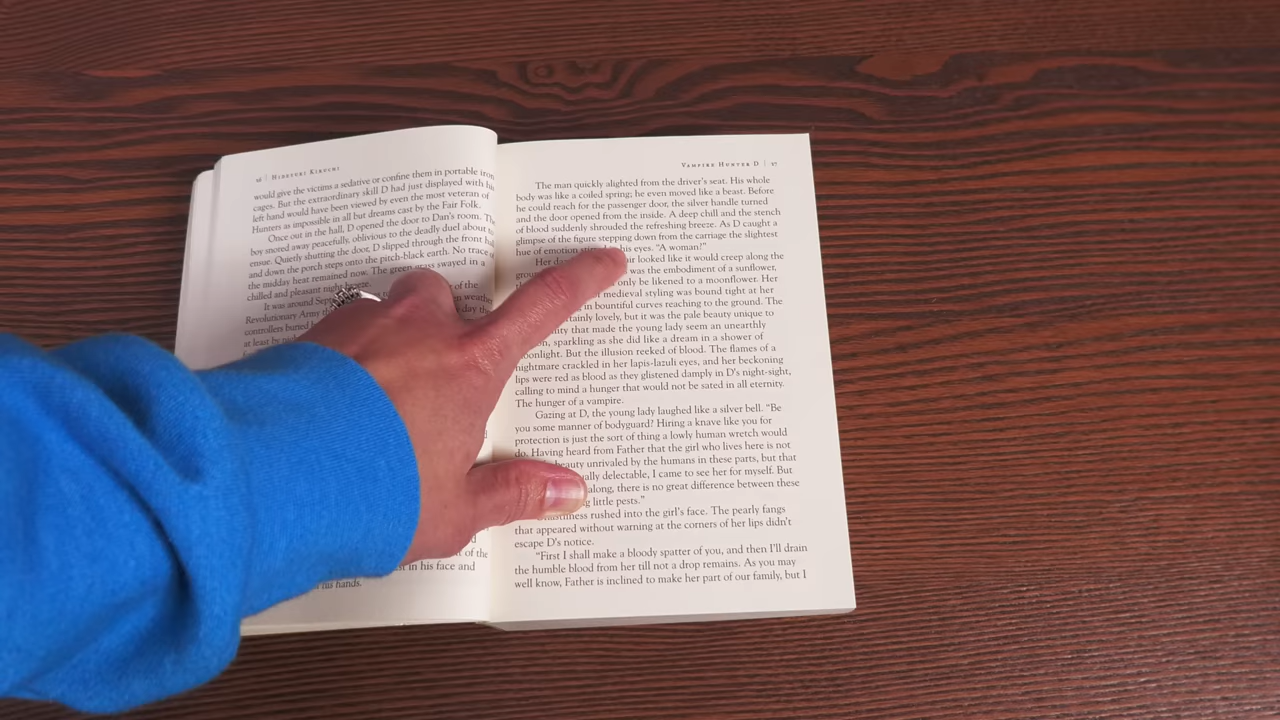 Hideyuki Kikuchi
would give the victims a sedative or confine them in portable iron
cages. But the extraordinary skill D had just displayed with his
left hand would have been viewed by even the most veteran of
Hunters as impossible in all but dreams cast by the Fair Folk.
Once out in the hall, D opened the door to Dan's room. The
boy snored away peacefully, oblivious to the deadly duel about to
ensue. Quietly shutting the door, D slipped through the front hall
and down the porch steps onto the pitch-black earth. No trace of
the midday heat remained now. The green grass swayed in a
chilled and pleasant night breeze.
It was around of the
Revolutionary Army weather
controllers buried day the
at least be
of the
in his face and
his hands.
Vampire Hunter D | 57
The man quickly alighted from the driver's seat. His whole
body was like a coiled spring; he even moved like a beast. Before
he could reach for the passenger door, the silver handle turned
and the door opened from the inside. A deep chill and the stench
of blood suddenly shrouded the refreshing breeze. As D caught a
glimpse of the figure stepping down from the carriage the slightest
hue of emotion his eyes. "A woman?"
Her looked like it would creep along the
was the embodiment of a sunflower,
only be likened to a moonflower. Her
medieval styling was bound tight at her
in bountiful curves reaching to the ground. The
lovely, but it was the pale beauty unique to
that made the young lady seem an unearthly
sparkling as she did like a dream in a shower of
moonlight. But the illusion reeked of blood. The flames of a
nightmare crackled in her lapis-lazuli eyes, and her beckoning
lips were red as blood as they glistened damply in D's night-sight,
calling to mind a hunger that would not be sated in all eternity.
The hunger of a vampire.
Gazing at D, the young lady laughed like a silver bell. "Be
you some manner of bodyguard? Hiring a knave like you for
protection is just the sort of thing a lowly human wretch would
do. Having heard from Father that the girl who lives here is not
beauty unrivaled by the humans in these parts, but that
delectable, I came to see her for myself. But
along, there is no great difference between these
little pests."
rushed into the girl's face. The pearly fangs
that appeared without warning at the corners of her lips didn't
escape D's notice.
"First I shall make a bloody spatter of you, and then I'll drain
the humble blood from her till not a drop remains. As you may
well know, Father is inclined to make her part of our family, but I